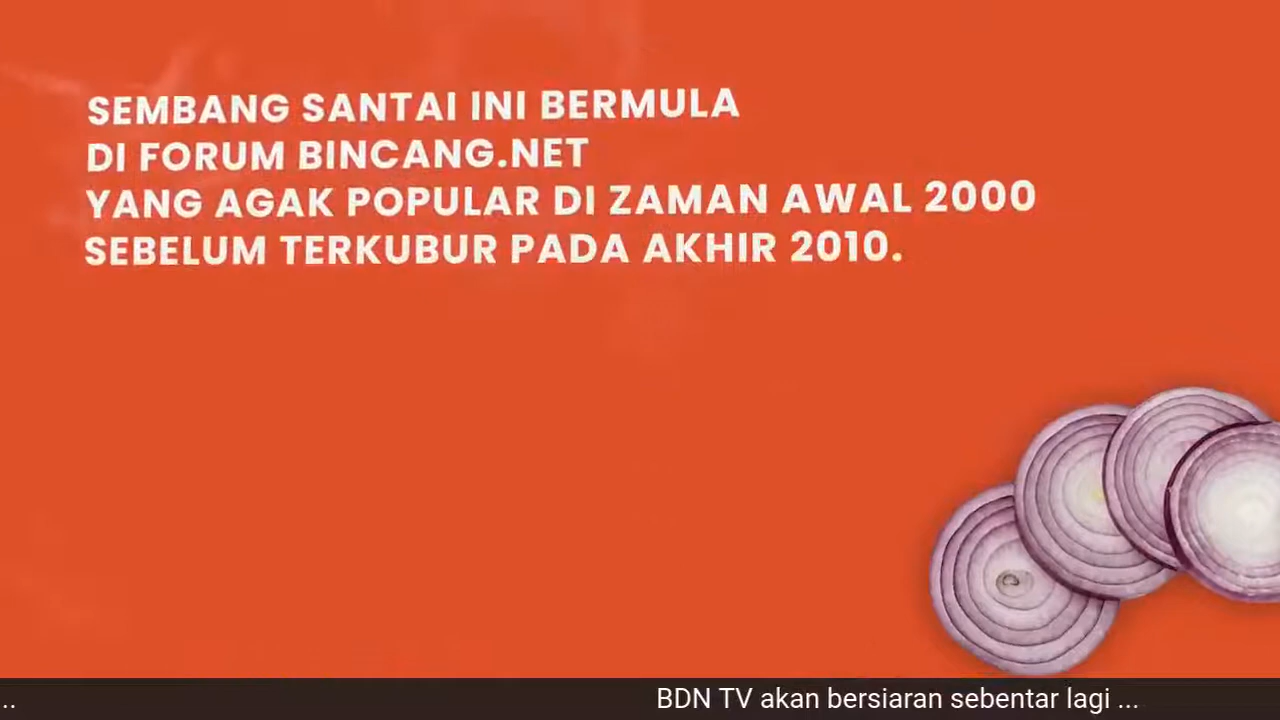 SEMBANG SANTAI INI BERMULA
DI FORUM BINCANG.NET
YANG AGAK POPULAR DI ZAMAN AWAL 2000
SEBELUM TERKUBUR PADA AKHIR 2010.
.. BDN TV akan bersiaran sebentar lagi ...